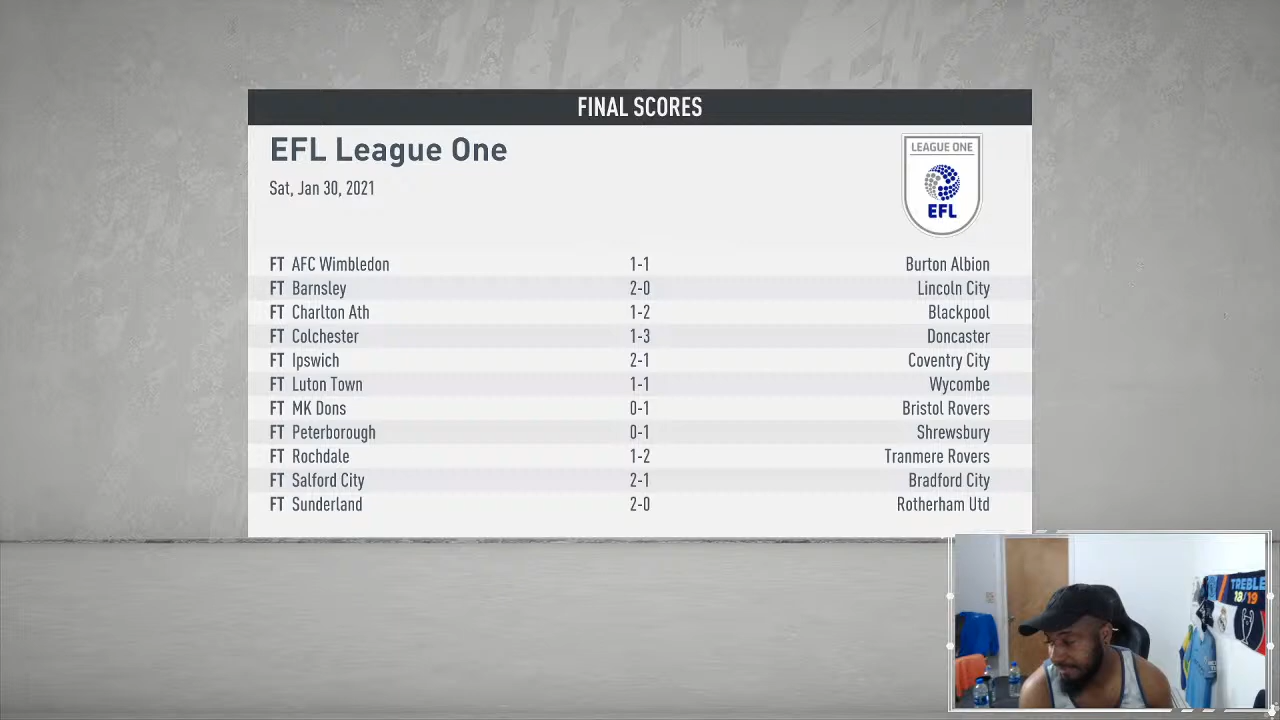 FINAL SCORES
EFL League One
Sat, Jan 30, 2021
LEAGUE ONE
EFL
FT AFC Wimbledon 1-1 Burton Albion
FT Barnsley 2-0 Lincoln City
FT Charlton Ath 1-2 Blackpool
FT Colchester 1-3 Doncaster
FT Ipswich 2-1 Coventry City
FT Luton Town 1-1 Wycombe
FT MK Dons 0-1 Bristol Rovers
FT Peterborough 0-1 Shrewsbury
FT Rochdale 1-2 Tranmere Rovers
FT Salford City 2-1 Bradford City
FT Sunderland 2-0 Rotherham Utd
TREBLE
18/19